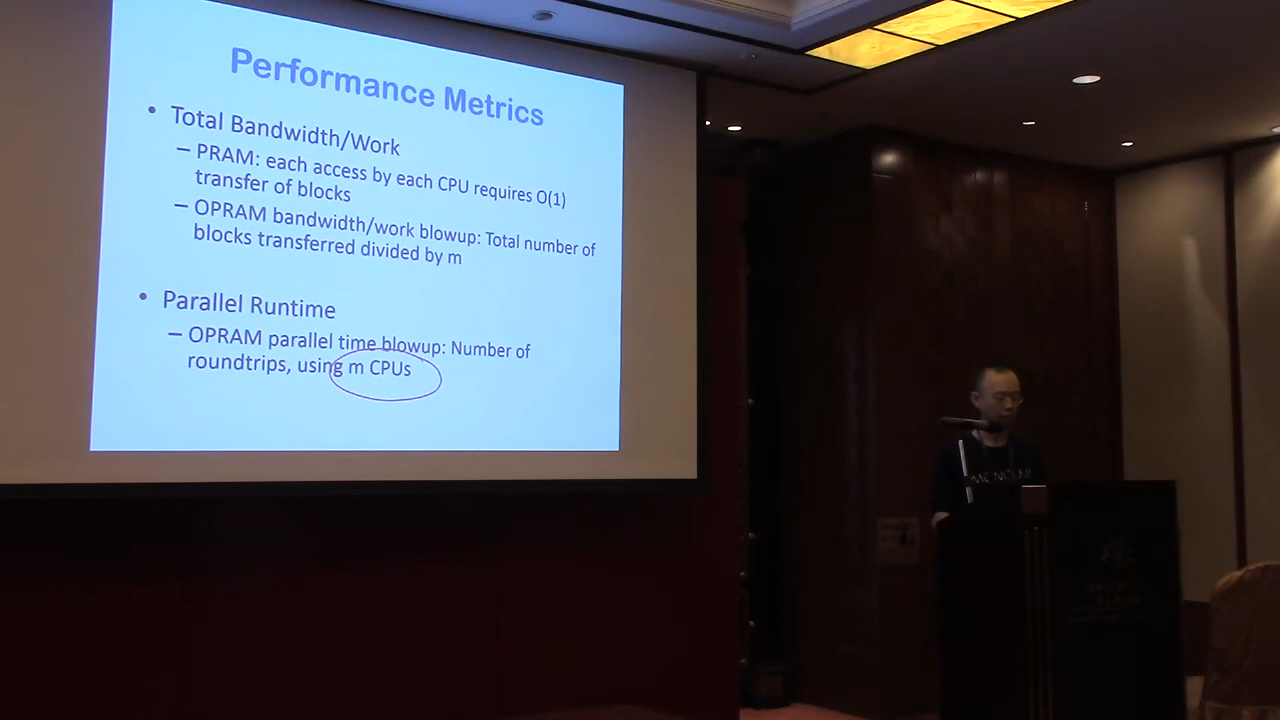 Performance Metrics
• Total Bandwidth/Work
– PRAM: each access by each CPU requires O(1)
transfer of blocks
– OPRAM bandwidth/work blowup: Total number of
blocks transferred divided by m
• Parallel Runtime
– OPRAM parallel time blowup: Number of
roundtrips, using m CPUs